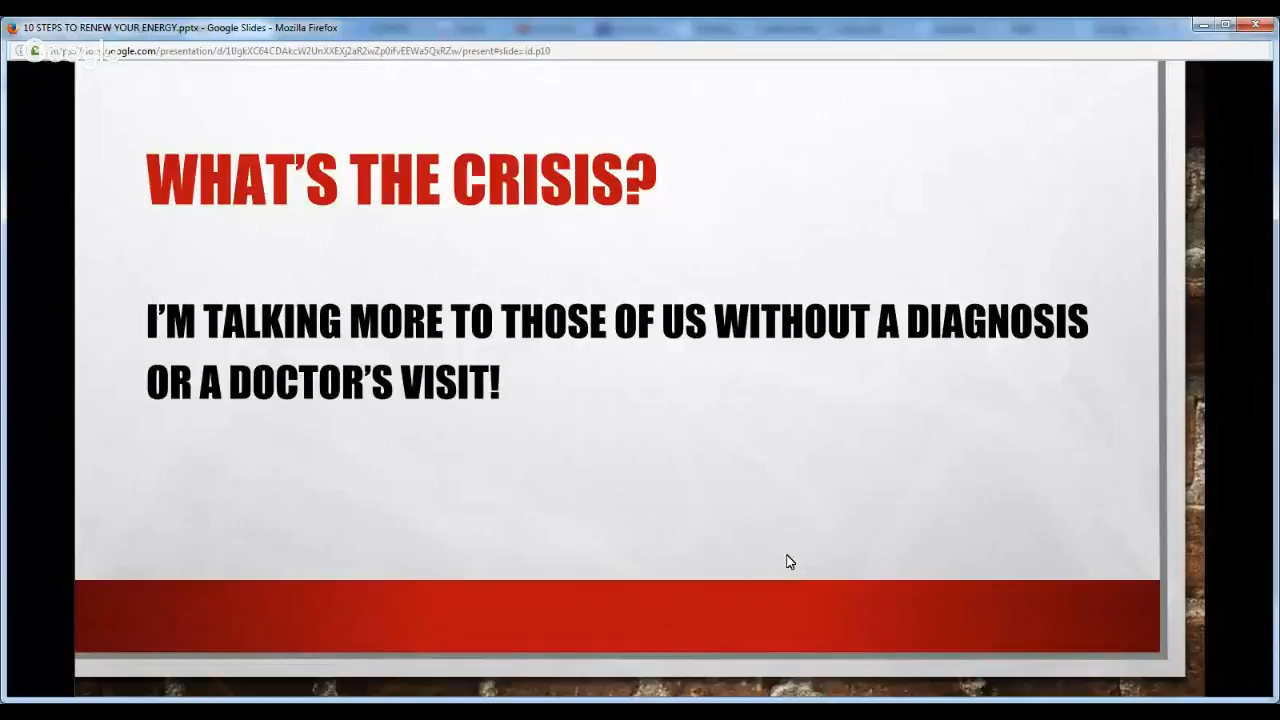 10 STEPS TO RENEW YOUR ENERGY.pptx - Google Slides - Mozilla Firefox
Google
WHAT'S THE CRISIS?
I'M TALKING MORE TO THOSE OF US WITHOUT A DIAGNOSIS
OR A DOCTOR'S VISIT!